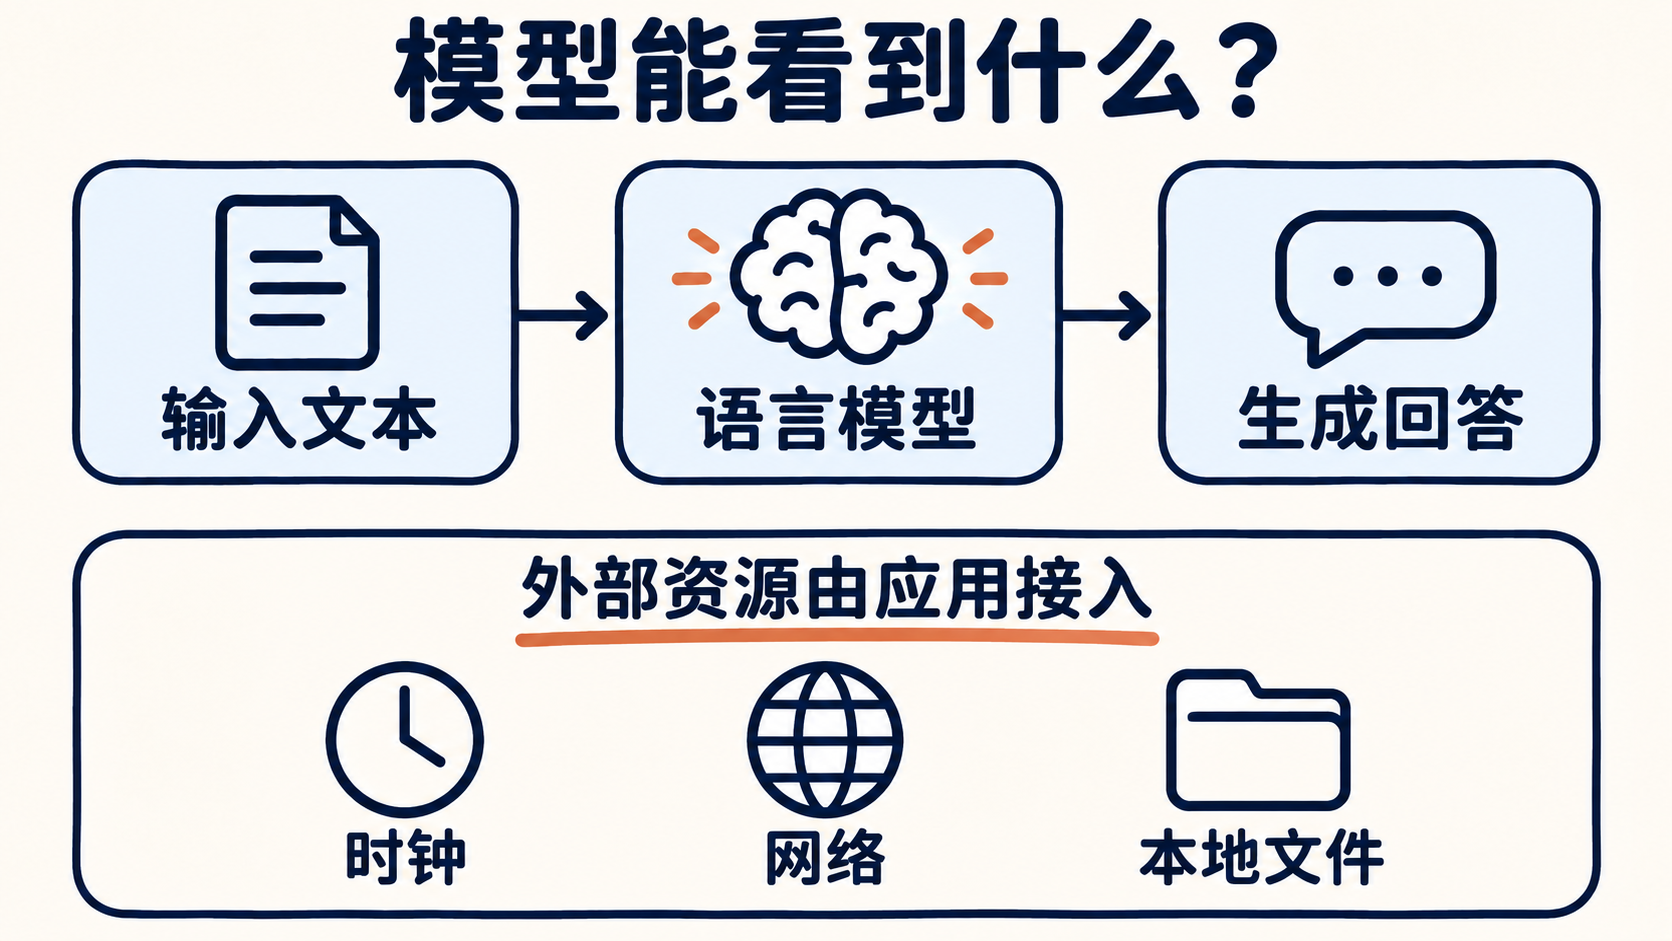 模型能看到什么？
输入文本
语言模型
生成回答
外部资源由应用接入
时钟
网络
本地文件